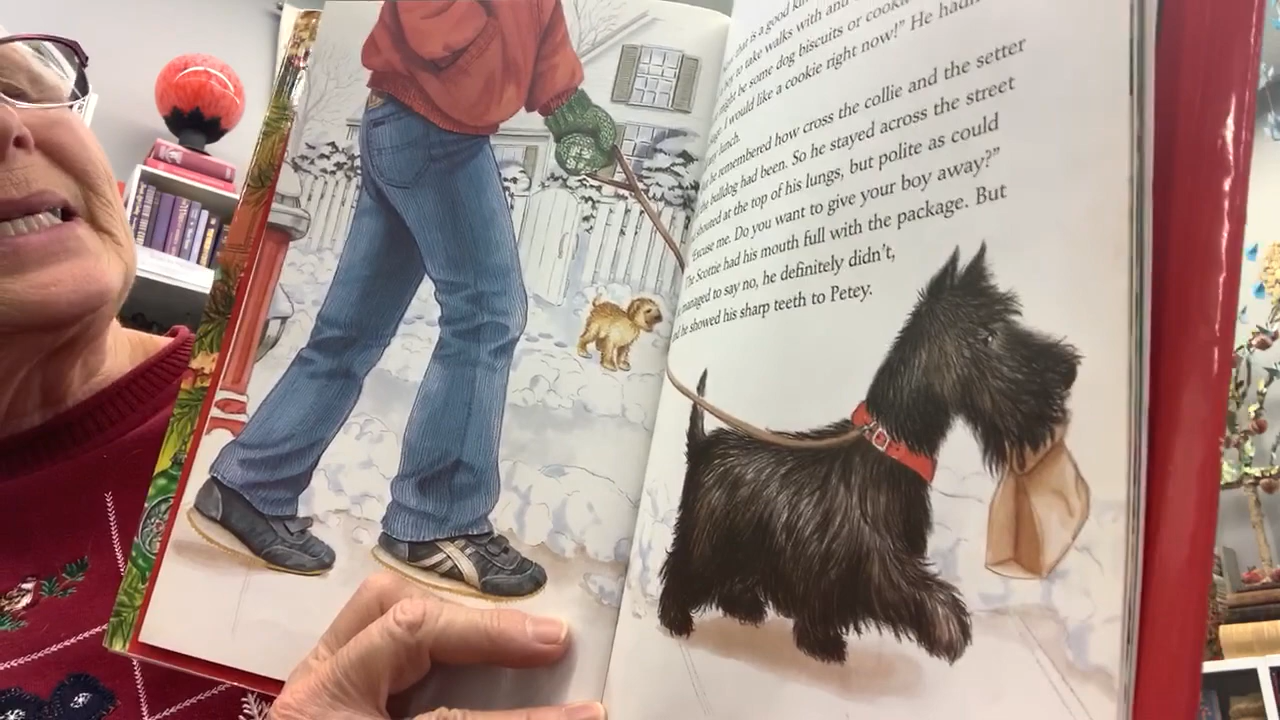 that is a good kin
to take walks with and
might be some dog biscuits or cooki
I would like a cookie right now!" He hadn
lunch.
he remembered how cross the collie and the setter
the bulldog had been. So he stayed across the street
shouted at the top of his lungs, but polite as could
"Excuse me. Do you want to give your boy away?"
The Scottie had his mouth full with the package. But
managed to say no, he definitely didn't,
nd he showed his sharp teeth to Petey.